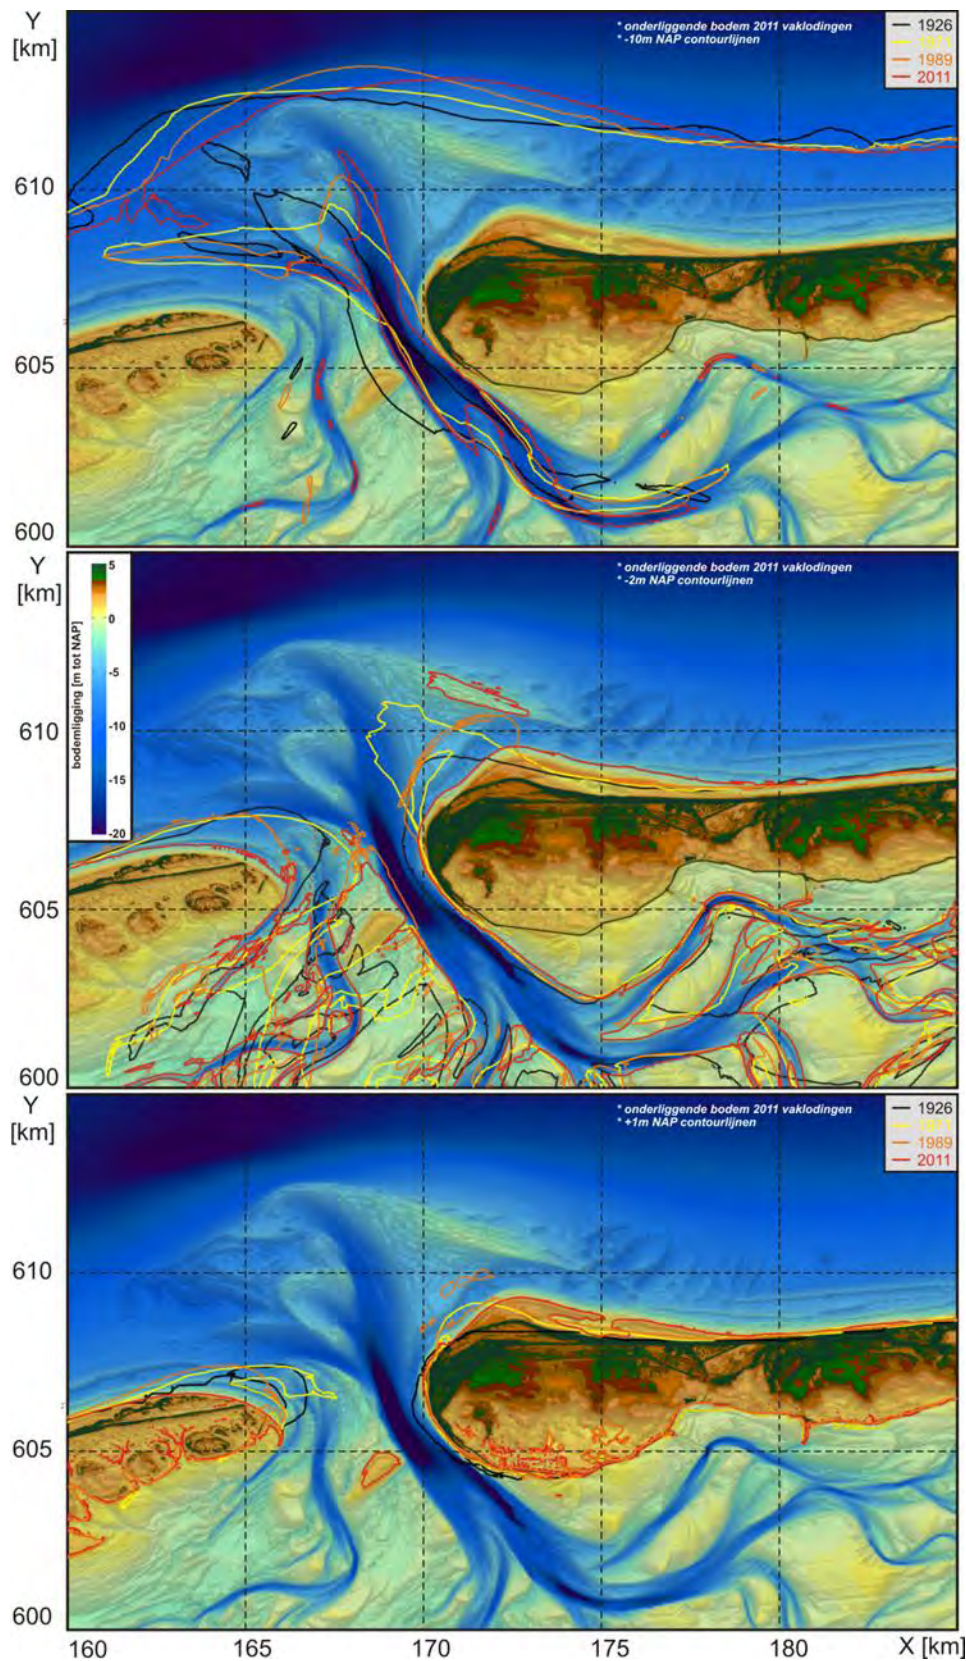 Y
[km]
* onderliggende bodem 2011 vaklodingen
* -10m NAP contourlijnen
1926
1971
1989
2011
610
605
600
Y
[km]
* onderliggende bodem 2011 vaklodingen
* -2m NAP contourlijnen
bodemligging [m tot NAP]
5
0
-5
-10
-15
-20
610
605
600
Y
[km]
* onderliggende bodem 2011 vaklodingen
* +1m NAP contourlijnen
1926
1971
1989
2011
610
605
600
160
165
170
175
180
X [km]